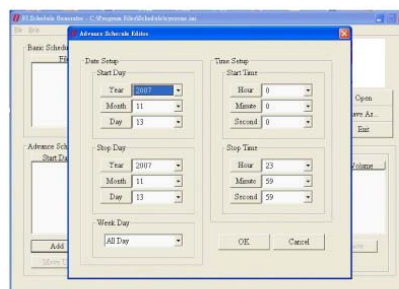 Schedule Generator - C:\Program Files\Schedule\
Advance Schedule Editor
Basic Schedu
Date Setup
Time Setup
Start Day
Start Time
Year 2007
Hour 0
Month 11
Minute 0
Day 13
Second 0
Open
ave As...
Exit
Advance Sch
Start Da
Stop Day
Stop Time
Year 2007
Hour 23
Volume
Month 11
Minute 59
Day 13
Second 59
Week Day
All Day
OK
Cancel
Add
Move U